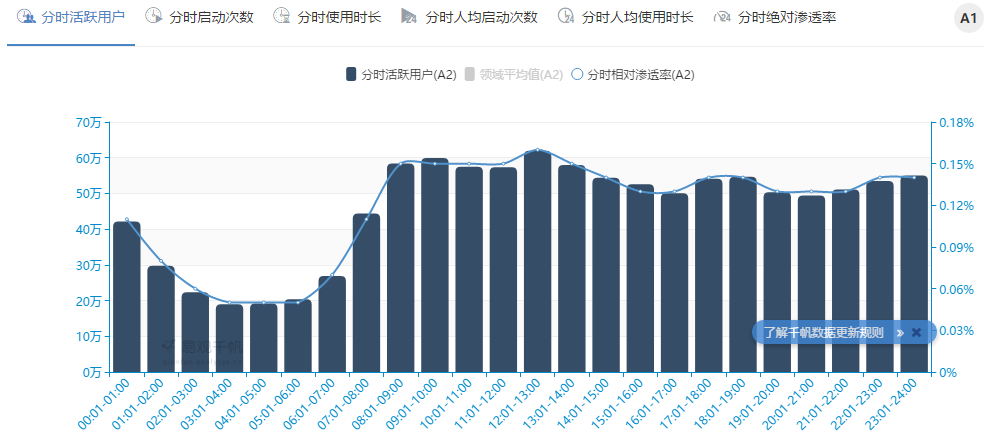 分时活跃用户 分时启动次数 分时使用时长 分时人均启动次数 分时人均使用时长 分时绝对渗透率 A1
分时活跃用户(A2) 领域平均值(A2) 分时相对渗透率(A2)
70万 0.18%
60万 0.15%
50万
40万 0.12%
30万 0.09%
20万 0.06%
10万 0.03%
0万 0%
易观千帆
了解千帆数据更新规则 »
00:01-01:00 01:01-02:00 02:01-03:00 03:01-04:00 04:01-05:00 05:01-06:00 06:01-07:00 07:01-08:00 08:01-09:00 09:01-10:00 10:01-11:00 11:01-12:00 12:01-13:00 13:01-14:00 14:01-15:00 15:01-16:00 16:01-17:00 17:01-18:00 18:01-19:00 19:01-20:00 20:01-21:00 21:01-22:00 22:01-23:00 23:01-24:00